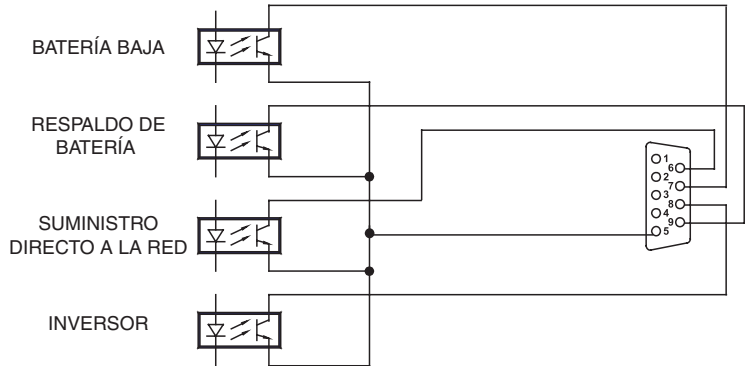 BATERÍA BAJA
RESPALDO DE
BATERÍA
SUMINISTRO
DIRECTO A LA RED
INVERSOR
1
6
2
7
3
8
4
9
5